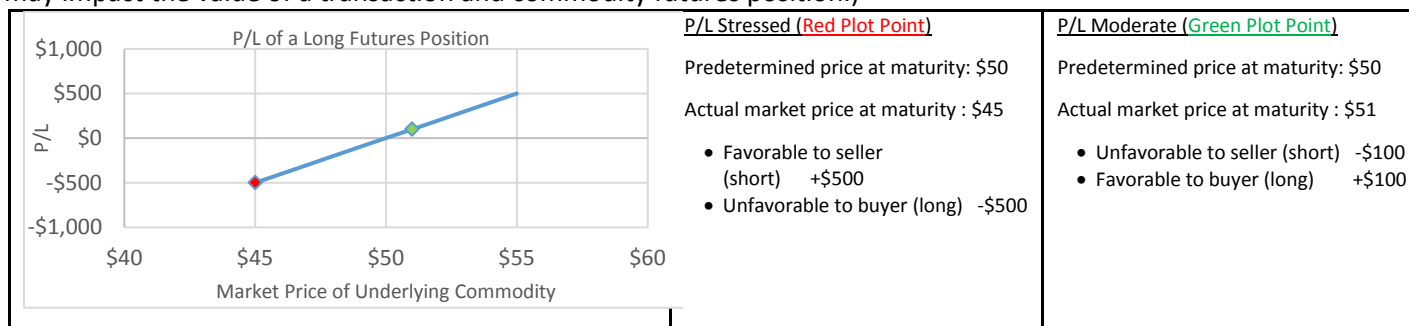 may impact the value of a transaction and commodity futures position.)
P/L of a Long Futures Position
$1,000
$500
$0
-$500
-$1,000
P/L
$40 $45 $50 $55 $60
Market Price of Underlying Commodity
P/L Stressed (Red Plot Point)
Predetermined price at maturity: $50
Actual market price at maturity : $45
• Favorable to seller
(short) +$500
• Unfavorable to buyer (long) -$500
P/L Moderate (Green Plot Point)
Predetermined price at maturity: $50
Actual market price at maturity : $51
• Unfavorable to seller (short) -$100
• Favorable to buyer (long) +$100